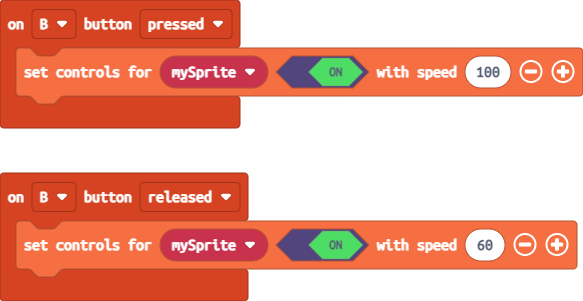 on B button pressed
set controls for mySprite ON with speed 100
on B button released
set controls for mySprite ON with speed 60